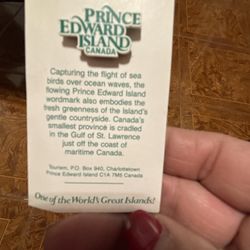 PRINCE
EDWARD
ISLAND
CANADA
Capturing the flight of sea
birds over ocean waves, the
flowing Prince Edward Island
wordmark also embodies the
fresh greenness of the Island's
gentle countryside. Canada's
smallest province is cradled
in the Gulf of St. Lawrence
just off the coast of
maritime Canada.
Tourism, P.O. Box 940, Charlottetown
Prince Edward Island C1A 7M5 Canada
One of the World's Great Islands!